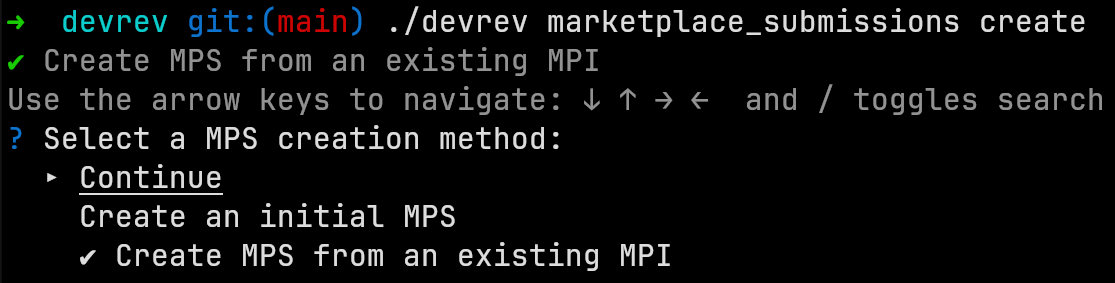 ➜  devrev git:(main) ./devrev marketplace_submissions create
✔ Create MPS from an existing MPI
Use the arrow keys to navigate: ↓ ↑ → ←  and / toggles search
? Select a MPS creation method:
  ▸ Continue
    Create an initial MPS
    ✔ Create MPS from an existing MPI